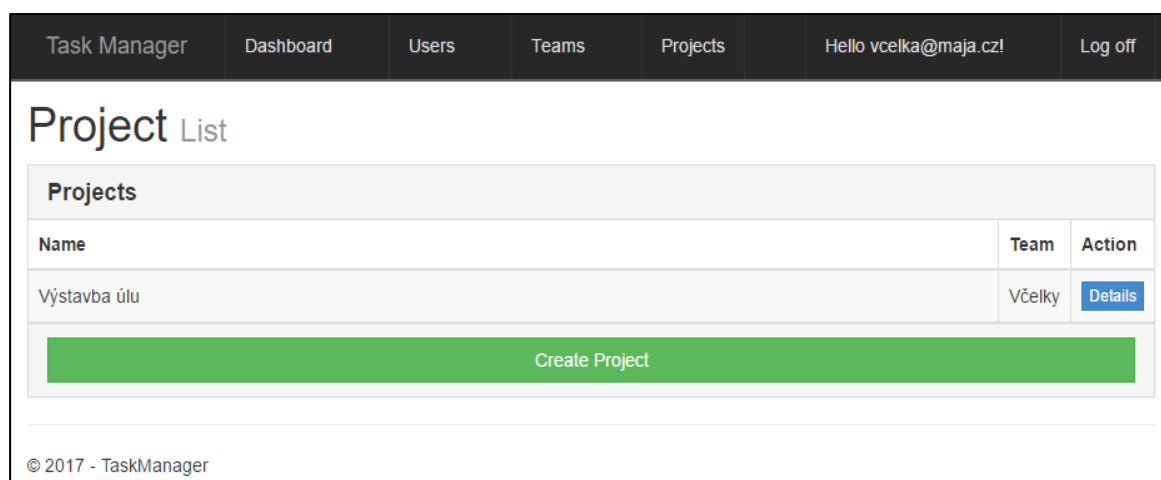 Task Manager Dashboard Users Teams Projects Hello vcelka@maja.cz! Log off
Project List
Projects
Name Team Action
Výstavba úlu Včelky Details
Create Project
© 2017 - TaskManager